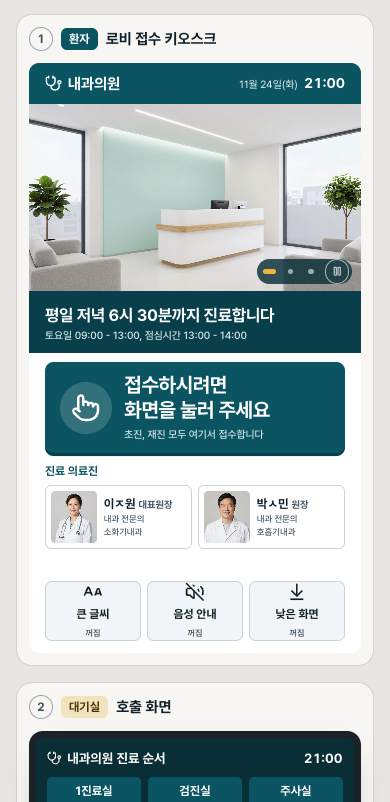 1 환자 로비 접수 키오스크
내과의원 11월 24일(화) 21:00
평일 저녁 6시 30분까지 진료합니다
토요일 09:00 - 13:00, 점심시간 13:00 - 14:00
접수하시려면
화면을 눌러 주세요
초진, 재진 모두 여기서 접수합니다
진료 의료진
이ㅈ원 대표원장
내과 전문의
소화기내과
박ㅅ민 원장
내과 전문의
호흡기내과
AA
큰 글씨
꺼짐
음성 안내
꺼짐
낮은 화면
꺼짐
2 대기실 호출 화면
내과의원 진료 순서 21:00
1진료실 검진실 주사실